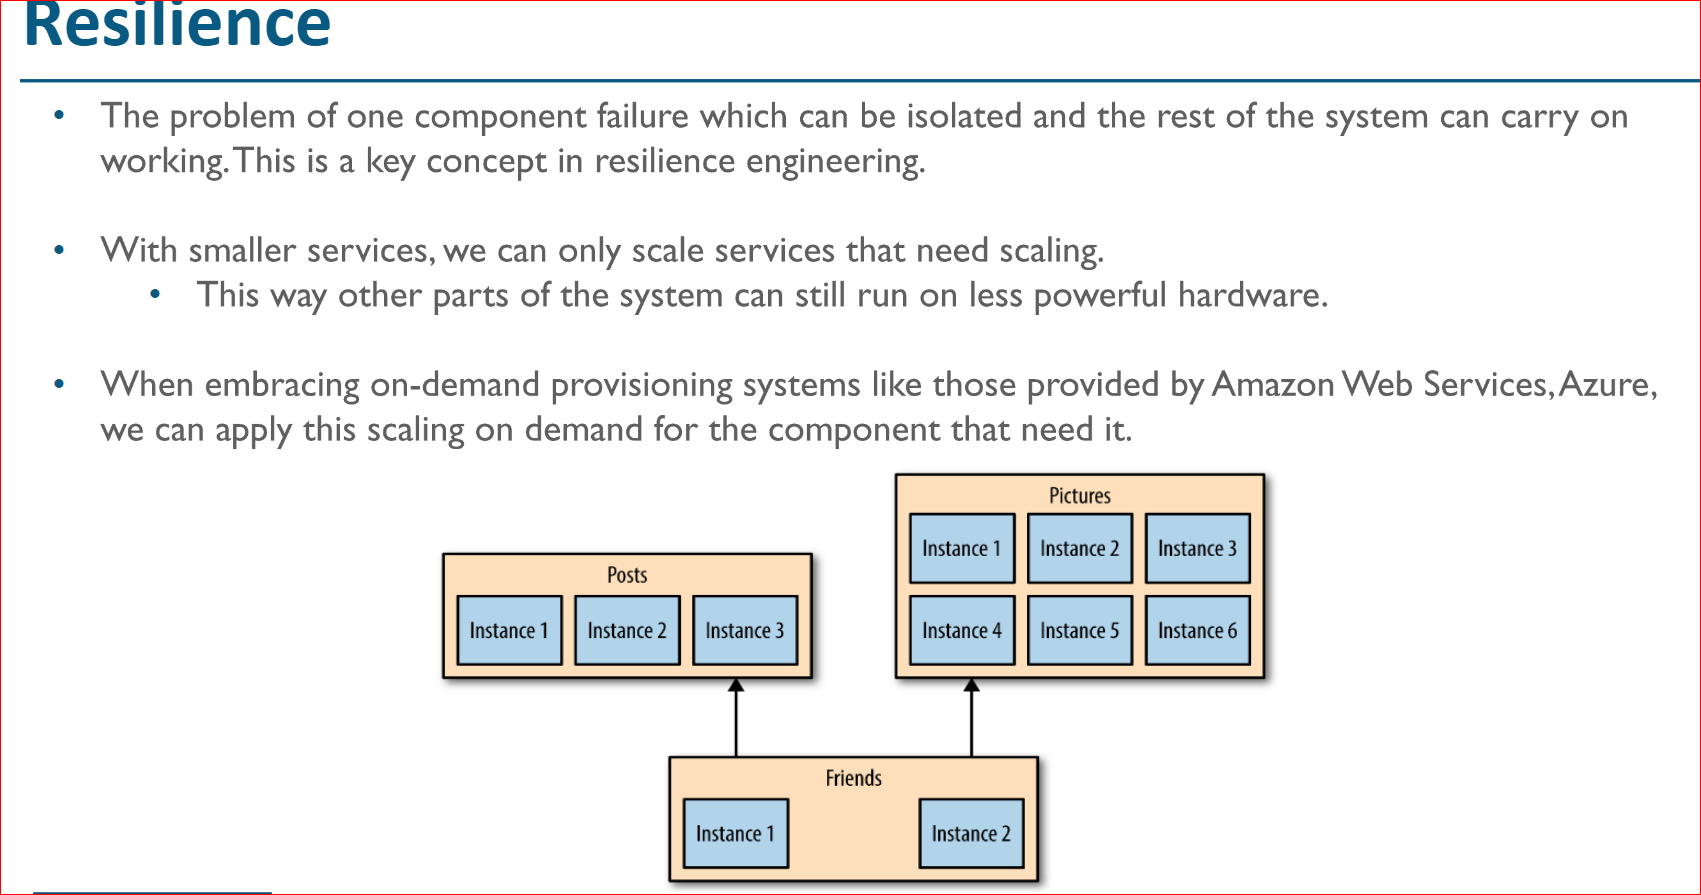 Resilience
• The problem of one component failure which can be isolated and the rest of the system can carry on
working. This is a key concept in resilience engineering.
• With smaller services, we can only scale services that need scaling.
• This way other parts of the system can still run on less powerful hardware.
• When embracing on-demand provisioning systems like those provided by Amazon Web Services, Azure,
we can apply this scaling on demand for the component that need it.
Posts
Instance 1 Instance 2 Instance 3
Pictures
Instance 1 Instance 2 Instance 3
Instance 4 Instance 5 Instance 6
Friends
Instance 1 Instance 2